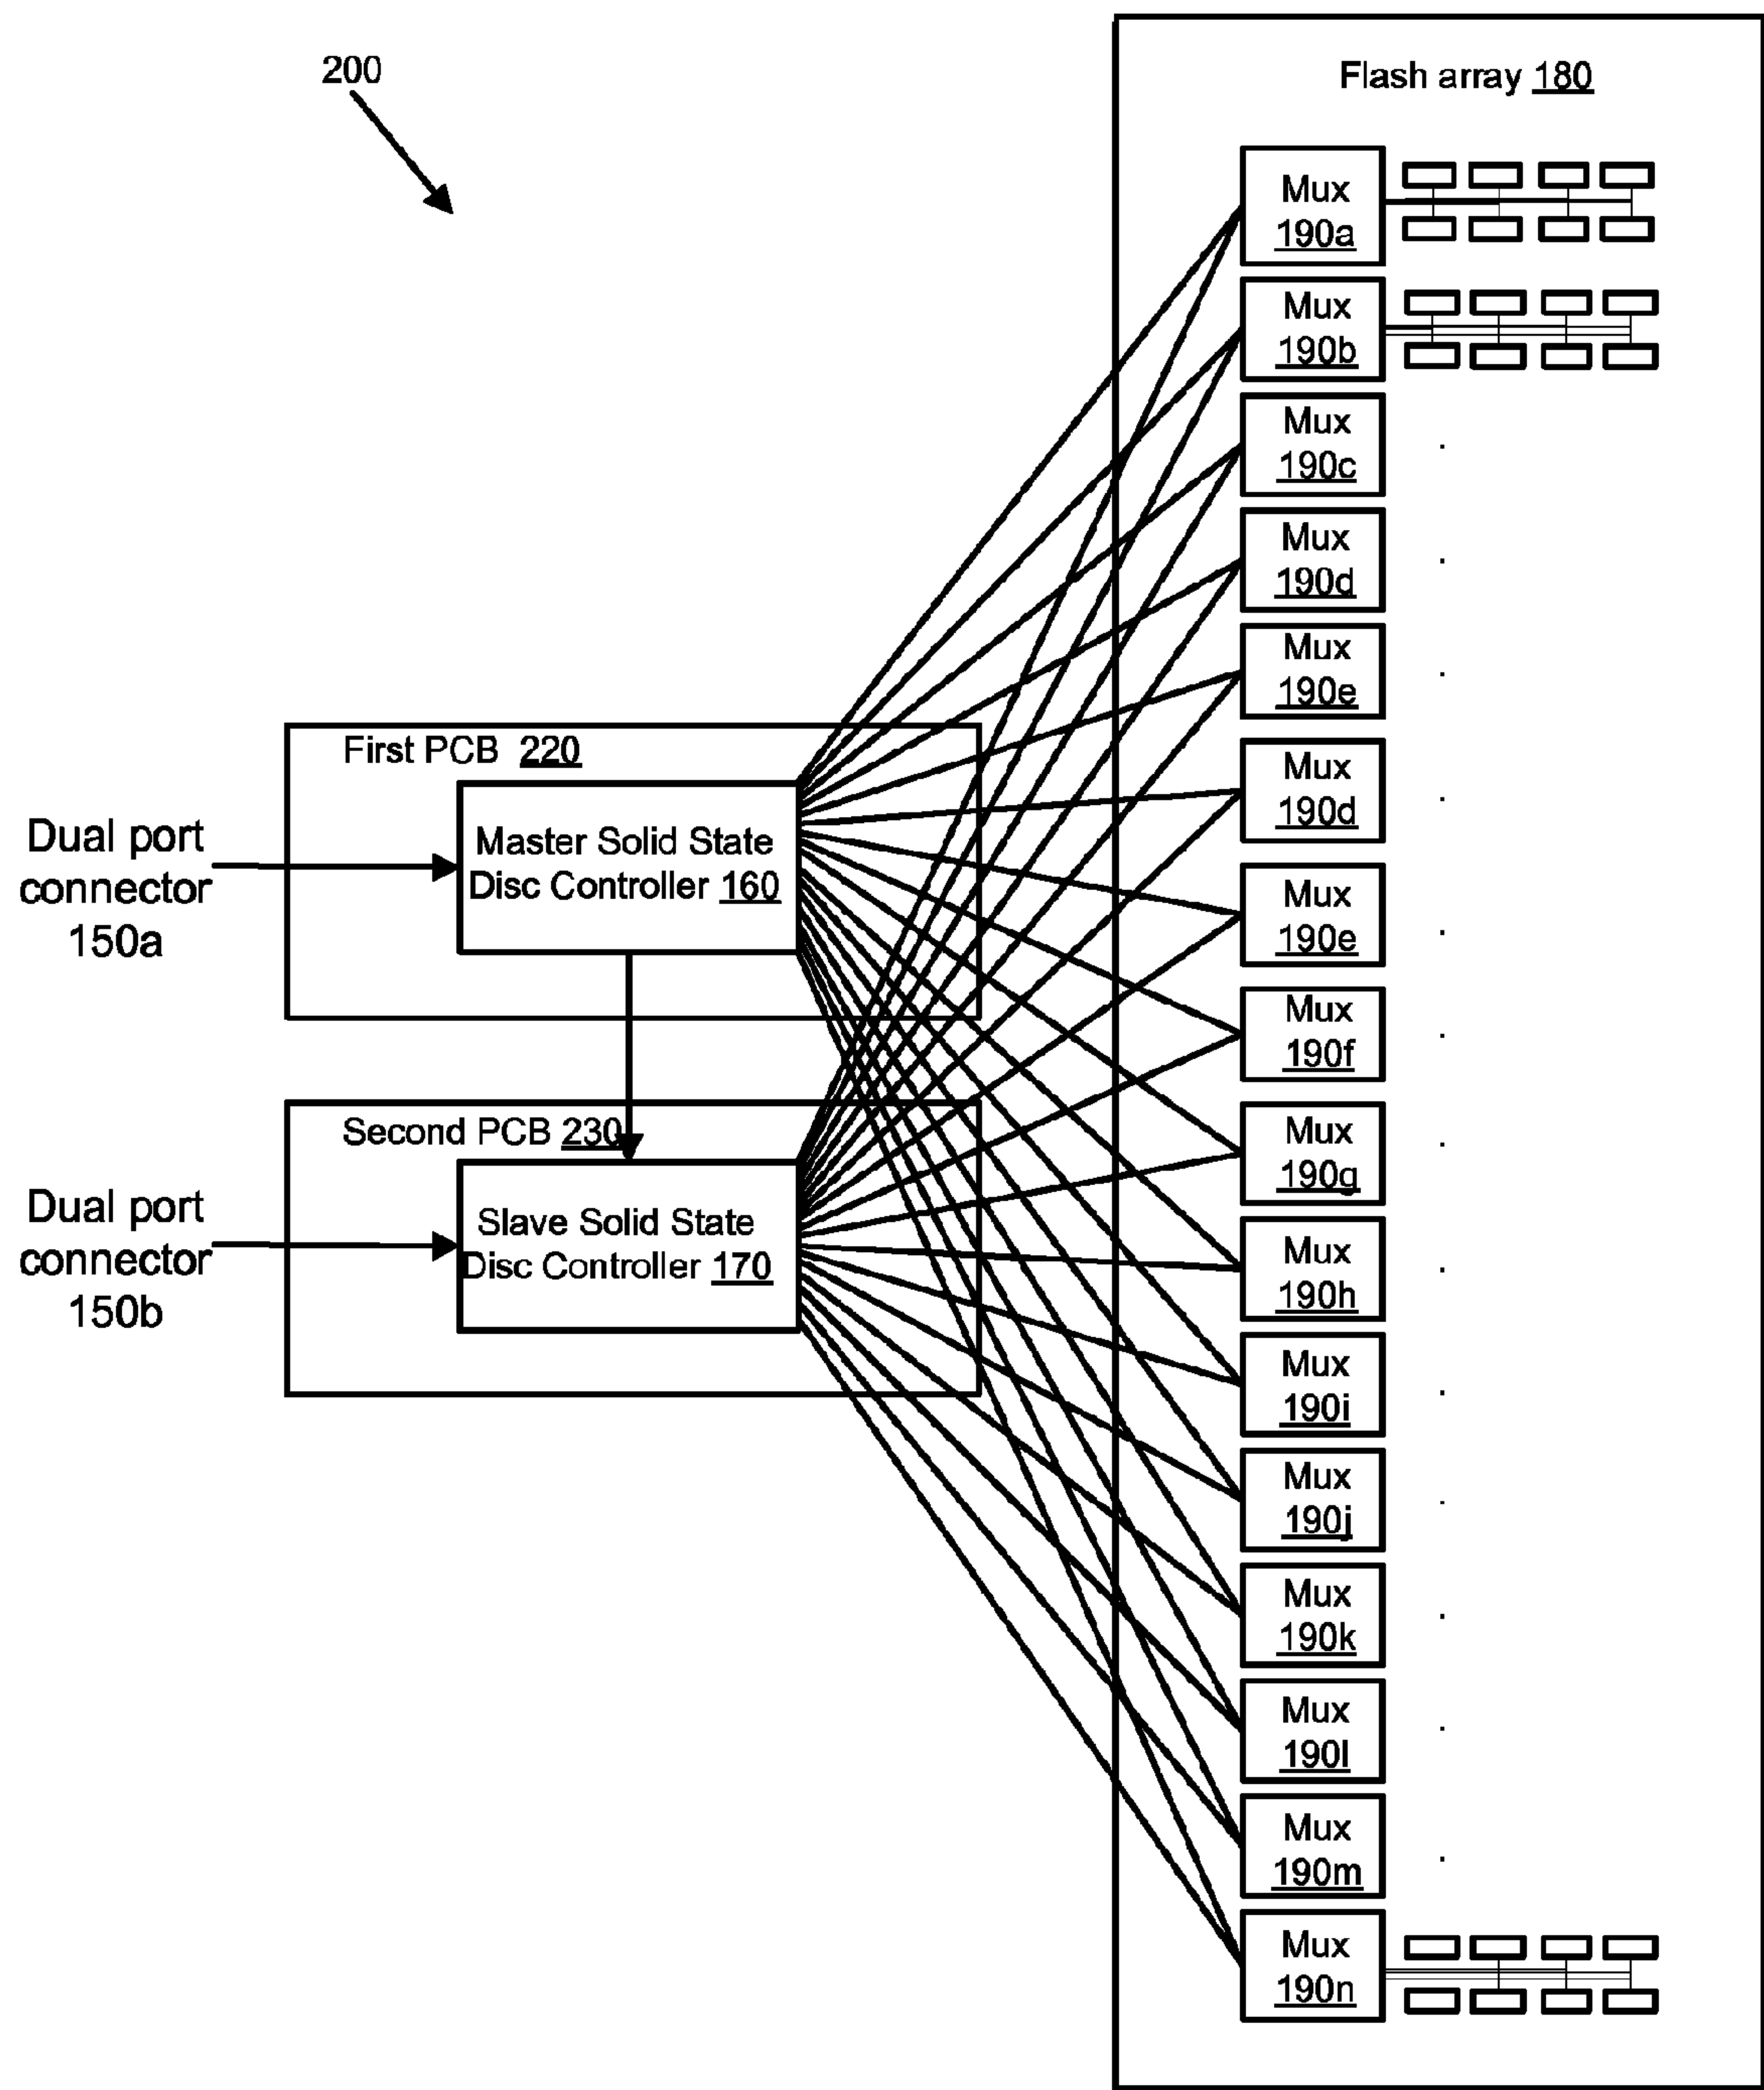 200
Flash array 180
Mux
190a
Mux
190b
Mux
190c
Mux
190d
Mux
190e
Mux
190d
Mux
190e
Mux
190f
Mux
190g
Mux
190h
Mux
190i
Mux
190j
Mux
190k
Mux
190l
Mux
190m
Mux
190n
First PCB 220
Master Solid State
Disc Controller 160
Dual port
connector
150a
Second PCB 230
Slave Solid State
Disc Controller 170
Dual port
connector
150b